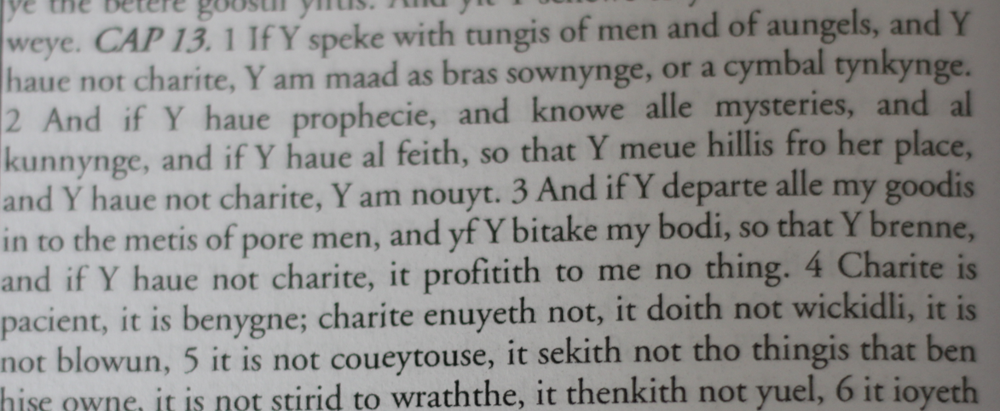 ye the betere goostli yiftis. And yit Y
weye. CAP 13. 1 If Y speke with tungis of men and of aungels, and Y
haue not charite, Y am maad as bras sownynge, or a cymbal tynkynge.
2 And if Y haue prophecie, and knowe alle mysteries, and al
kunnynge, and if Y haue al feith, so that Y meue hillis fro her place,
and Y haue not charite, Y am nouyt. 3 And if Y departe alle my goodis
in to the metis of pore men, and yf Y bitake my bodi, so that Y brenne,
and if Y haue not charite, it profitith to me no thing. 4 Charite is
pacient, it is benygne; charite enuyeth not, it doith not wickidli, it is
not blowun, 5 it is not coueytouse, it sekith not tho thingis that ben
hise owne, it is not stirid to wraththe, it thenkith not yuel, 6 it ioyeth